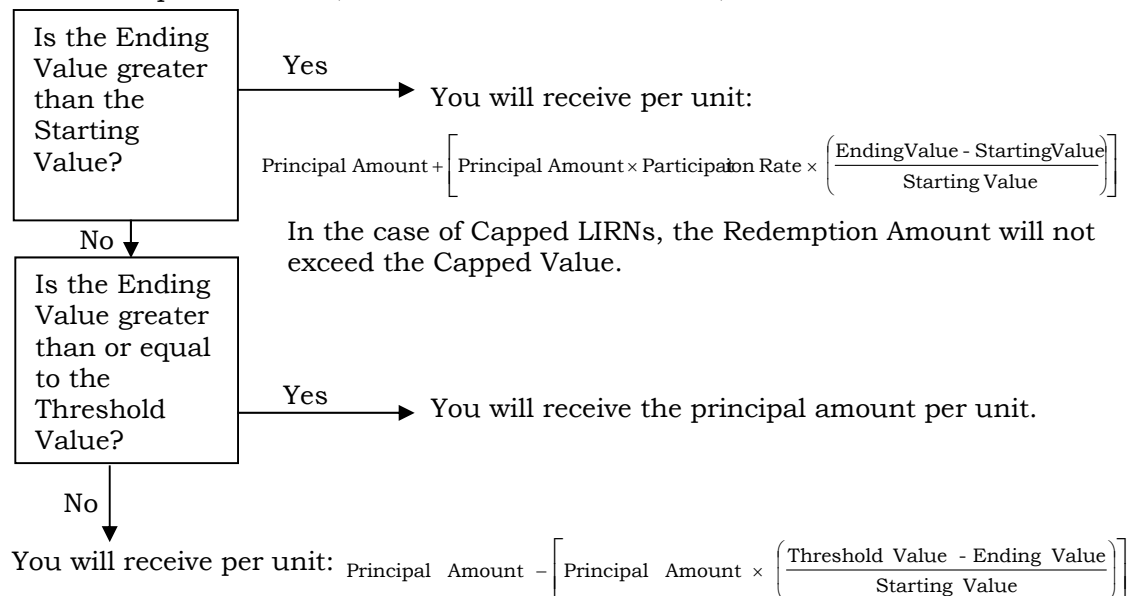 Is the Ending
Value greater
than the
Starting
Value?
Yes
You will receive per unit:
Principal Amount + [Principal Amount × Participation Rate × (EndingValue - StartingValue / Starting Value)]
In the case of Capped LIRNs, the Redemption Amount will not
exceed the Capped Value.
No
Is the Ending
Value greater
than or equal
to the
Threshold
Value?
Yes
You will receive the principal amount per unit.
No
You will receive per unit: Principal Amount − [Principal Amount × (Threshold Value - Ending Value / Starting Value)]